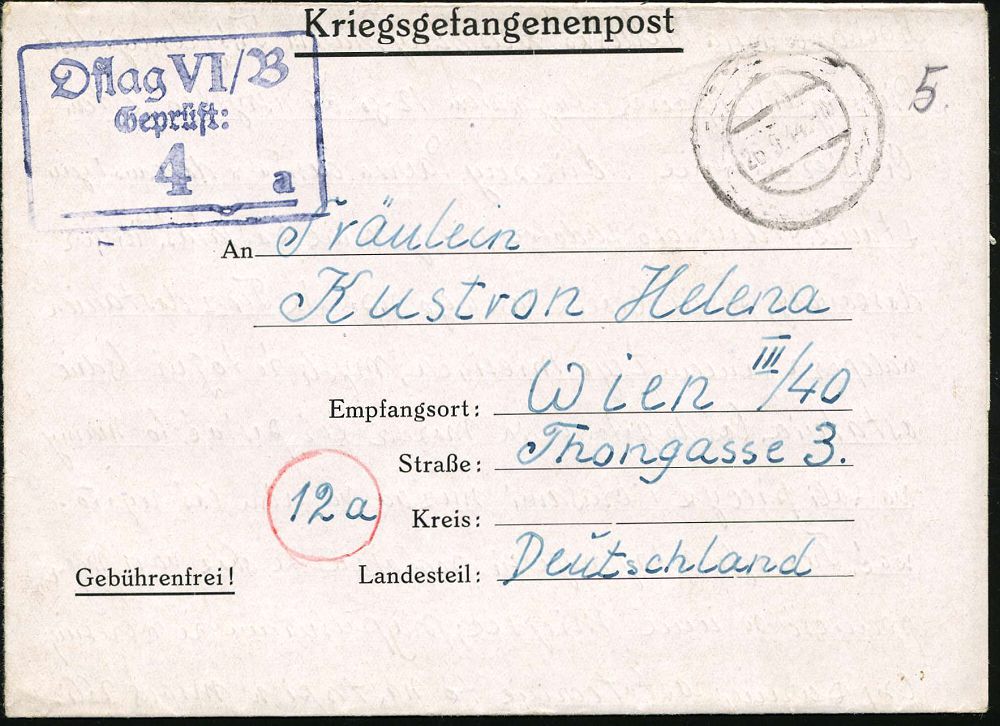 Kriegsgefangenenpost
Oflag VI/B
Geprüft:
4 a
5.
An Fräulein
Kustron Helena
Empfangsort: Wien III/40
Straße: Thongasse 3.
12a
Kreis:
Gebührenfrei!
Landesteil: Deutschland